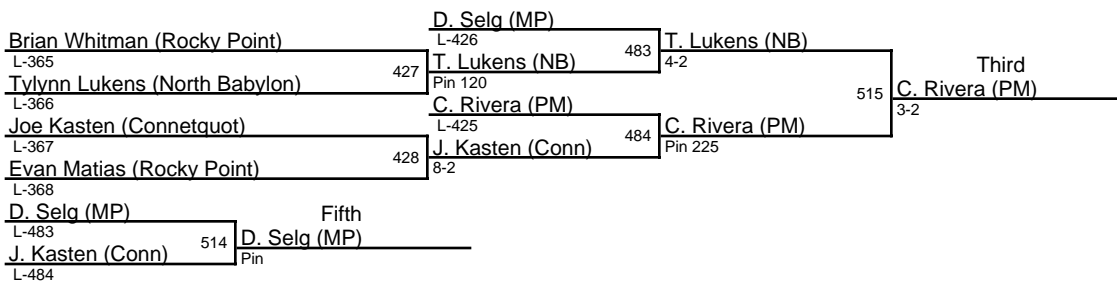 D. Selg (MP)
Brian Whitman (Rocky Point)
L-426
483
T. Lukens (NB)
L-365
427
T. Lukens (NB)
4-2
Tylynn Lukens (North Babylon)
Pin 120
Third
L-366
C. Rivera (PM)
515
C. Rivera (PM)
Joe Kasten (Connetquot)
L-425
3-2
L-367
484
C. Rivera (PM)
428
J. Kasten (Conn)
Pin 225
Evan Matias (Rocky Point)
8-2
L-368
D. Selg (MP)
Fifth
L-483
514
D. Selg (MP)
J. Kasten (Conn)
Pin
L-484